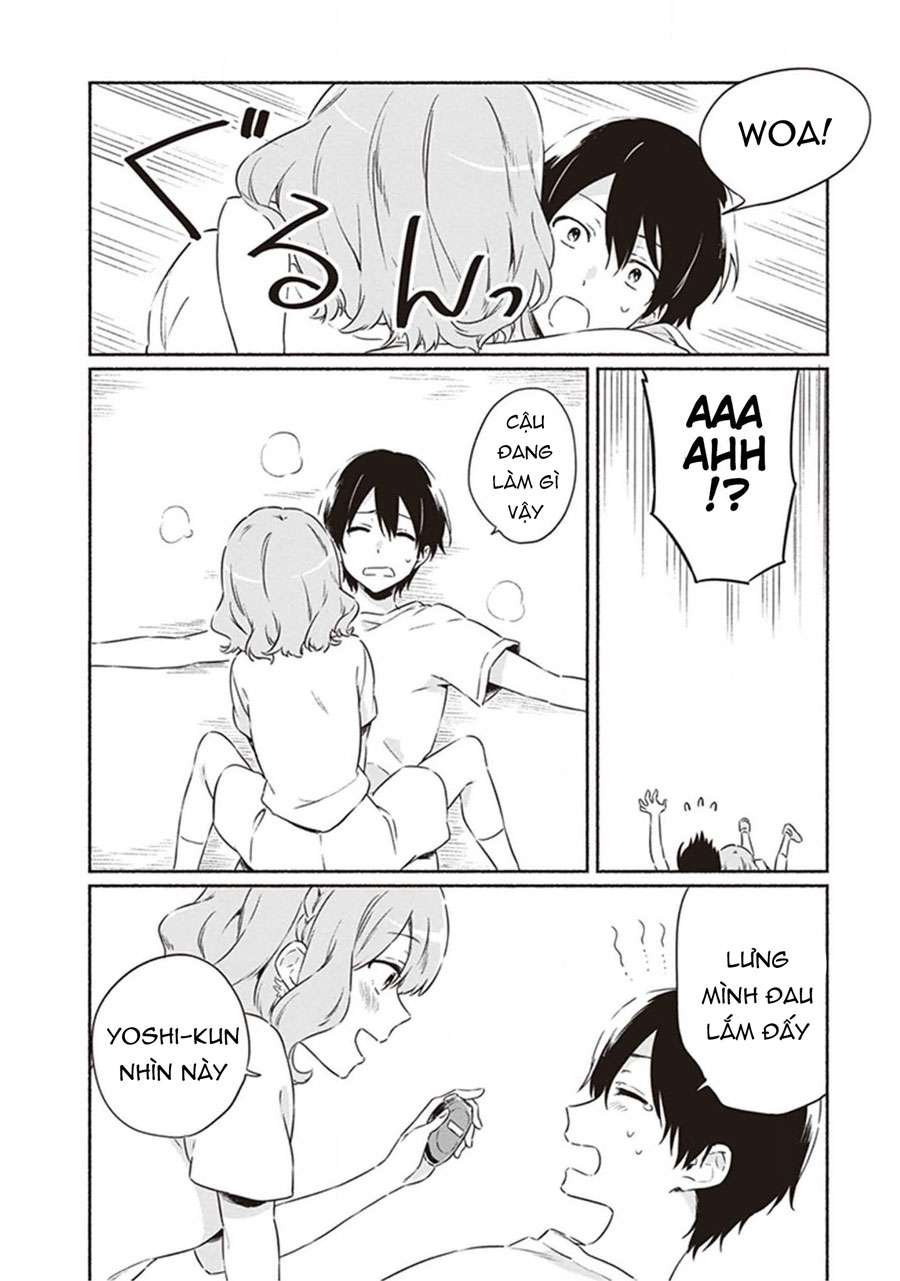 WOA!
ぐるんっ
AAA
AHH
!?
CẬU
ĐANG
LÀM GÌ
VẬY
LƯNG
MÌNH ĐAU
LẮM ĐẤY
YOSHI-KUN
NHÌN NÀY